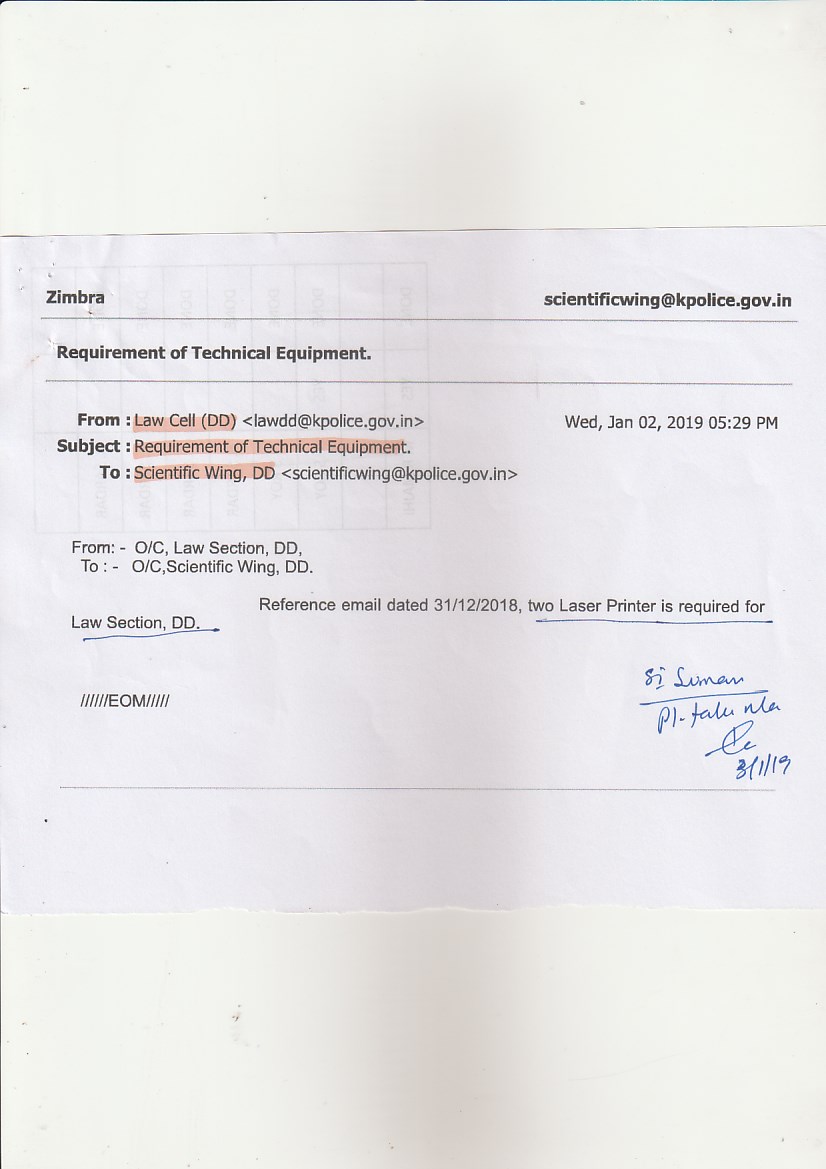 Zimbra scientificwing@kpolice.gov.in
Requirement of Technical Equipment.
From : Law Cell (DD) <lawdd@kpolice.gov.in> Wed, Jan 02, 2019 05:29 PM
Subject : Requirement of Technical Equipment.
To : Scientific Wing, DD <scientificwing@kpolice.gov.in>
From: - O/C, Law Section, DD,
To : - O/C,Scientific Wing, DD.
Reference email dated 31/12/2018, two Laser Printer is required for
Law Section, DD.
SI Suman
//////EOM/////
Pl-
3/1/19